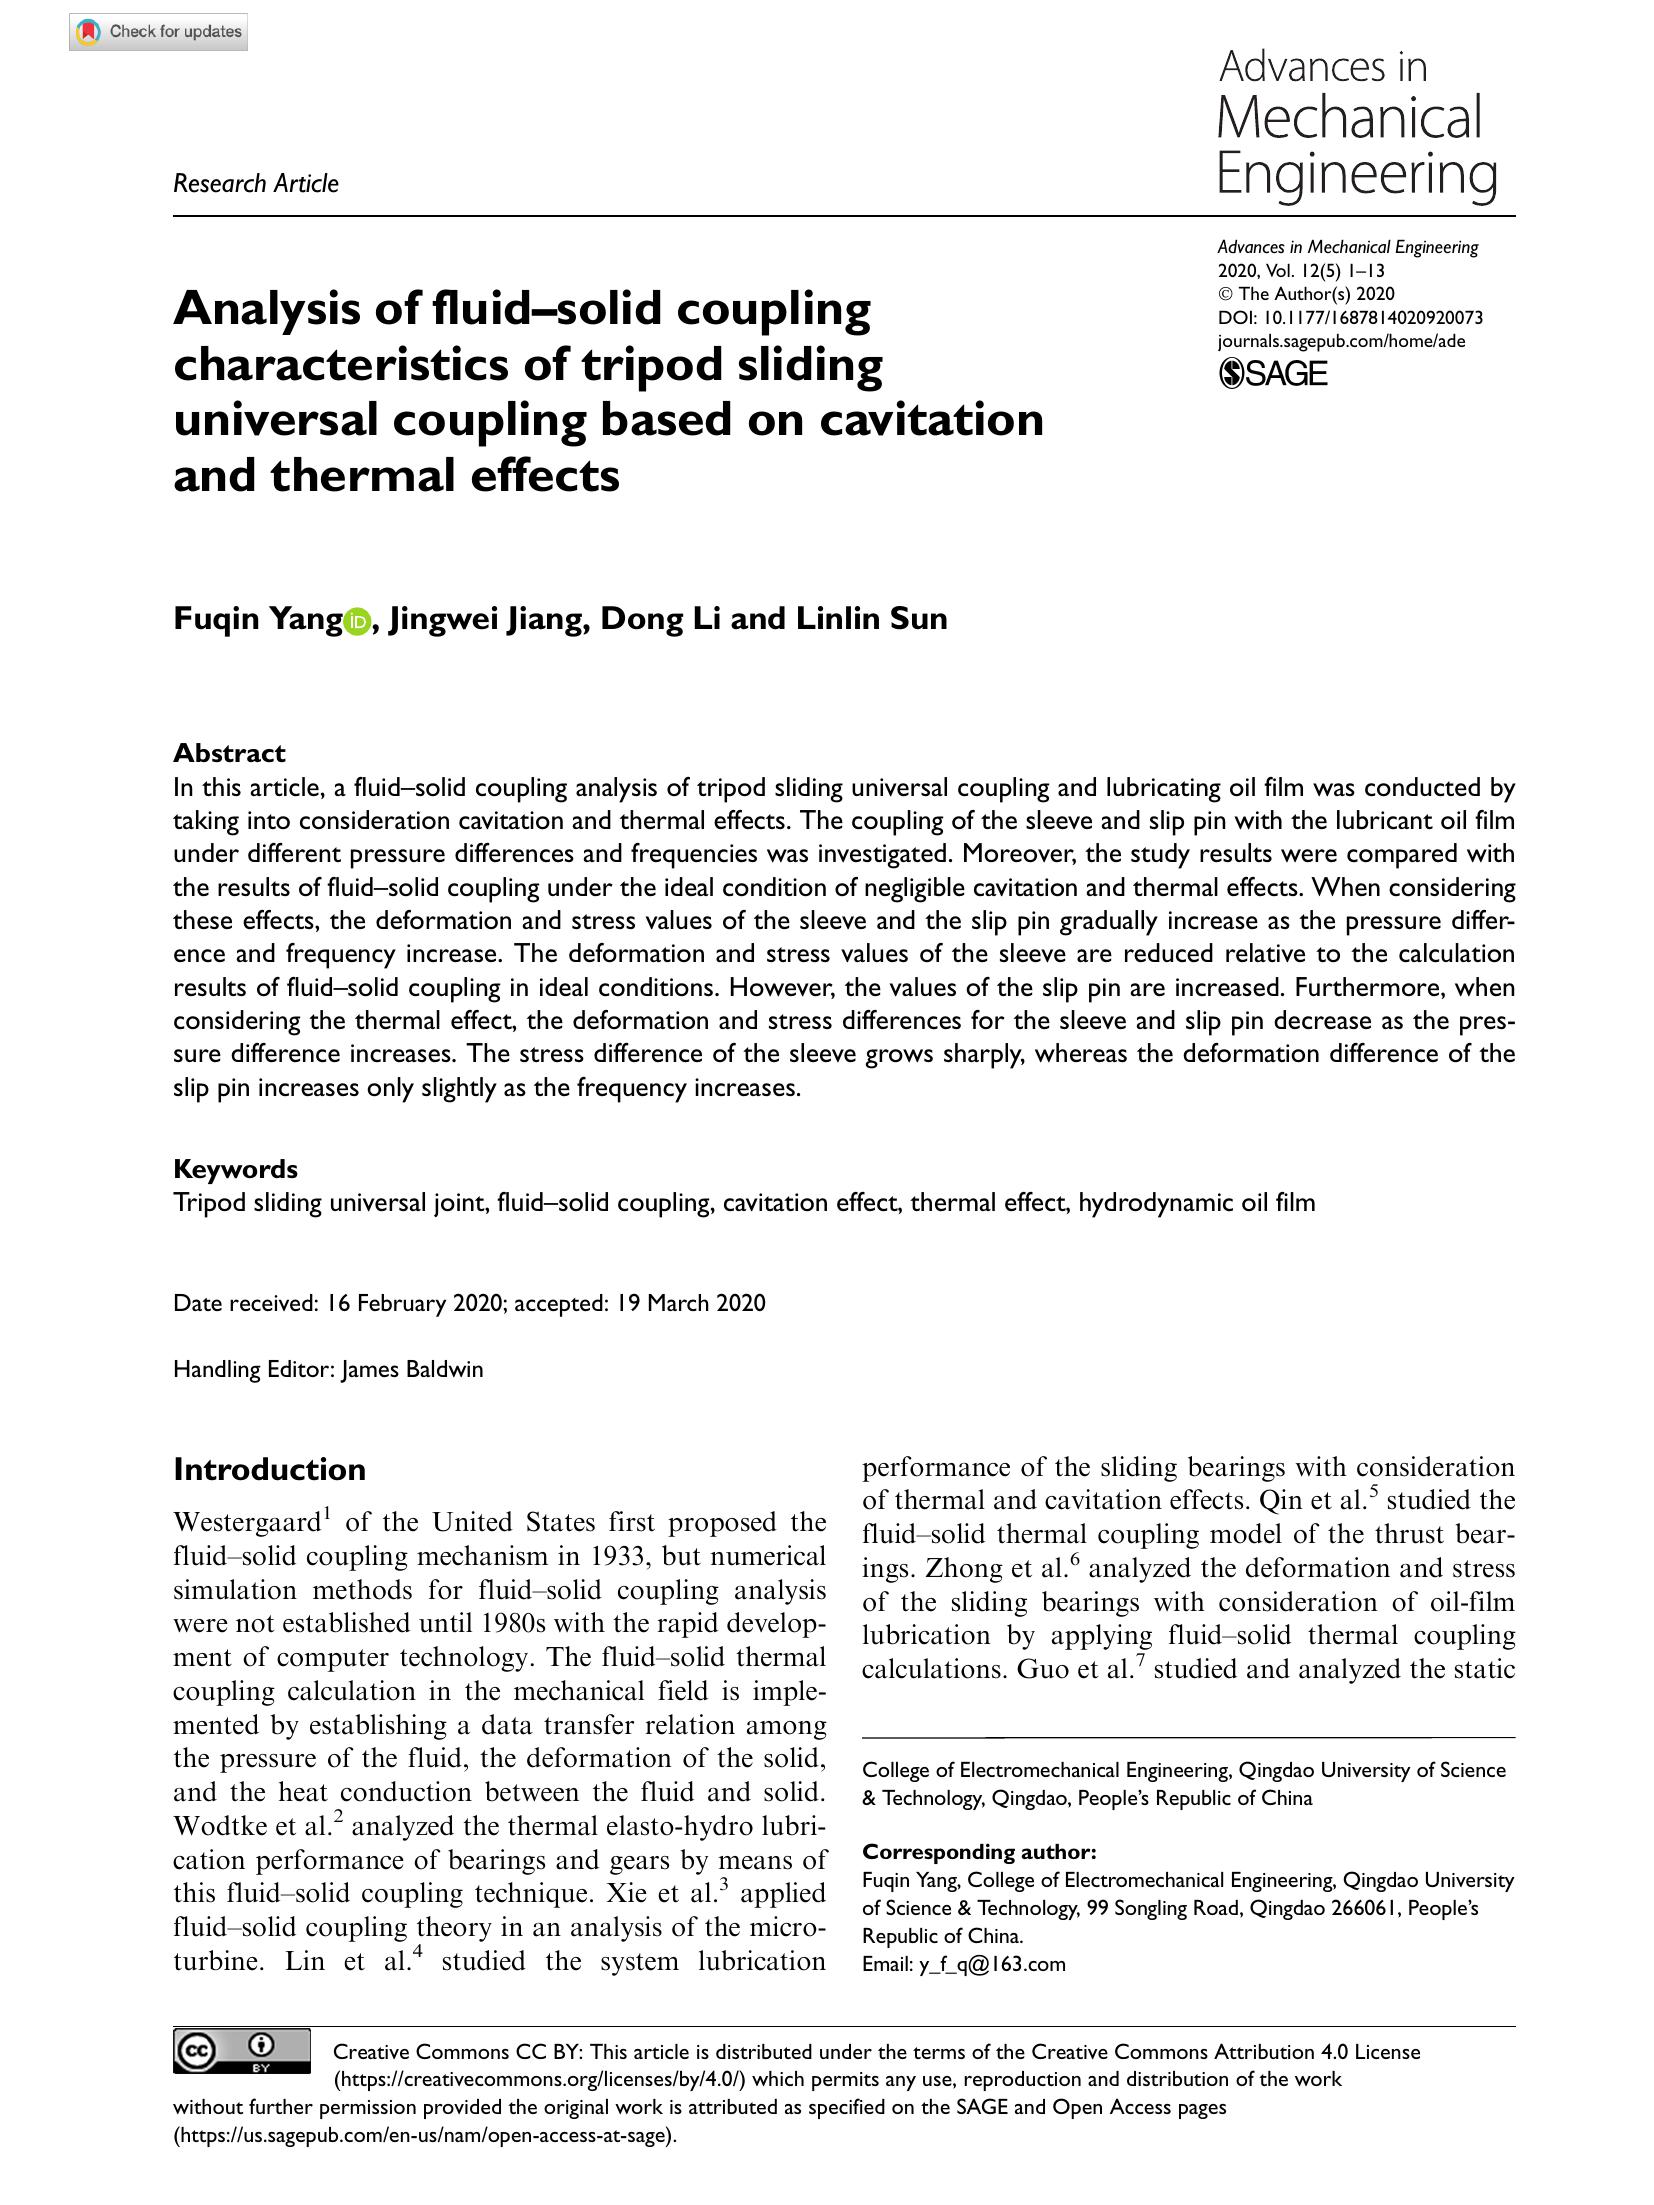 Check for updates
Advances in
Mechanical
Engineering
Research Article
Advances in Mechanical Engineering
2020, Vol. 12(5) 1–13
© The Author(s) 2020
DOI: 10.1177/1687814020920073
journals.sagepub.com/home/ade
SAGE
Analysis of fluid–solid coupling
characteristics of tripod sliding
universal coupling based on cavitation
and thermal effects
Fuqin Yang iD, Jingwei Jiang, Dong Li and Linlin Sun
Abstract
In this article, a fluid–solid coupling analysis of tripod sliding universal coupling and lubricating oil film was conducted by
taking into consideration cavitation and thermal effects. The coupling of the sleeve and slip pin with the lubricant oil film
under different pressure differences and frequencies was investigated. Moreover, the study results were compared with
the results of fluid–solid coupling under the ideal condition of negligible cavitation and thermal effects. When considering
these effects, the deformation and stress values of the sleeve and the slip pin gradually increase as the pressure differ-
ence and frequency increase. The deformation and stress values of the sleeve are reduced relative to the calculation
results of fluid–solid coupling in ideal conditions. However, the values of the slip pin are increased. Furthermore, when
considering the thermal effect, the deformation and stress differences for the sleeve and slip pin decrease as the pres-
sure difference increases. The stress difference of the sleeve grows sharply, whereas the deformation difference of the
slip pin increases only slightly as the frequency increases.
Keywords
Tripod sliding universal joint, fluid–solid coupling, cavitation effect, thermal effect, hydrodynamic oil film
Date received: 16 February 2020; accepted: 19 March 2020
Handling Editor: James Baldwin
Introduction
Westergaard1 of the United States first proposed the
fluid–solid coupling mechanism in 1933, but numerical
simulation methods for fluid–solid coupling analysis
were not established until 1980s with the rapid develop-
ment of computer technology. The fluid–solid thermal
coupling calculation in the mechanical field is imple-
mented by establishing a data transfer relation among
the pressure of the fluid, the deformation of the solid,
and the heat conduction between the fluid and solid.
Wodtke et al.2 analyzed the thermal elasto-hydro lubri-
cation performance of bearings and gears by means of
this fluid–solid coupling technique. Xie et al.3 applied
fluid–solid coupling theory in an analysis of the micro-
turbine. Lin et al.4 studied the system lubrication
performance of the sliding bearings with consideration
of thermal and cavitation effects. Qin et al.5 studied the
fluid–solid thermal coupling model of the thrust bear-
ings. Zhong et al.6 analyzed the deformation and stress
of the sliding bearings with consideration of oil-film
lubrication by applying fluid–solid thermal coupling
calculations. Guo et al.7 studied and analyzed the static
College of Electromechanical Engineering, Qingdao University of Science
& Technology, Qingdao, People's Republic of China
Corresponding author:
Fuqin Yang, College of Electromechanical Engineering, Qingdao University
of Science & Technology, 99 Songling Road, Qingdao 266061, People's
Republic of China.
Email: y_f_q@163.com
cc BY
Creative Commons CC BY: This article is distributed under the terms of the Creative Commons Attribution 4.0 License
(https://creativecommons.org/licenses/by/4.0/) which permits any use, reproduction and distribution of the work
without further permission provided the original work is attributed as specified on the SAGE and Open Access pages
(https://us.sagepub.com/en-us/nam/open-access-at-sage).